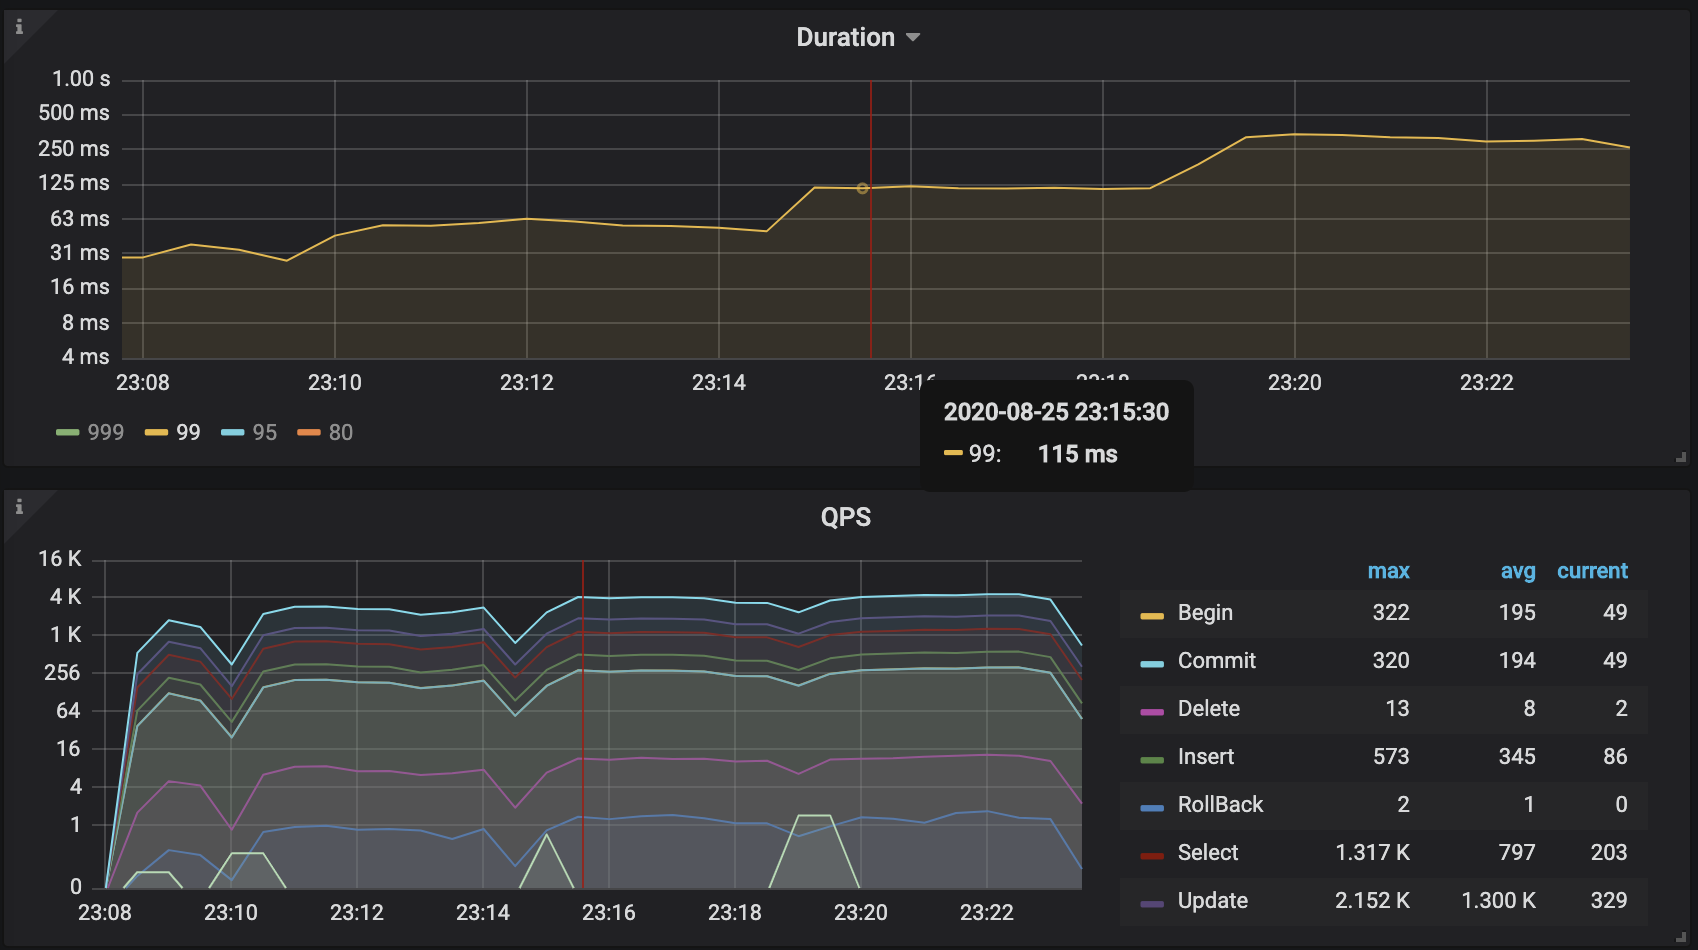 Duration
1.00 s
500 ms
250 ms
125 ms
63 ms
31 ms
16 ms
8 ms
4 ms
23:08 23:10 23:12 23:14 23:16 23:18 23:20 23:22
2020-08-25 23:15:30
99: 115 ms
999 99 95 80
QPS
16 K
4 K
1 K
256
64
16
4
1
0
23:08 23:10 23:12 23:14 23:16 23:18 23:20 23:22
max avg current
Begin 322 195 49
Commit 320 194 49
Delete 13 8 2
Insert 573 345 86
RollBack 2 1 0
Select 1.317 K 797 203
Update 2.152 K 1.300 K 329